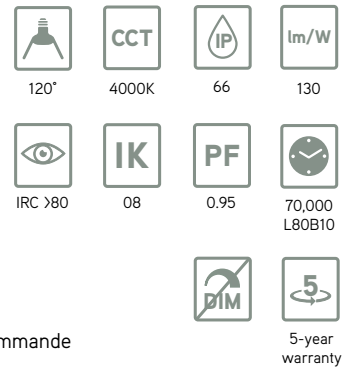 CCT
IP
lm/W
120°
4000K
66
130
IK
PF
IRC >80
08
0.95
70,000
L80B10
DIM
5
mmande
5-year
warranty